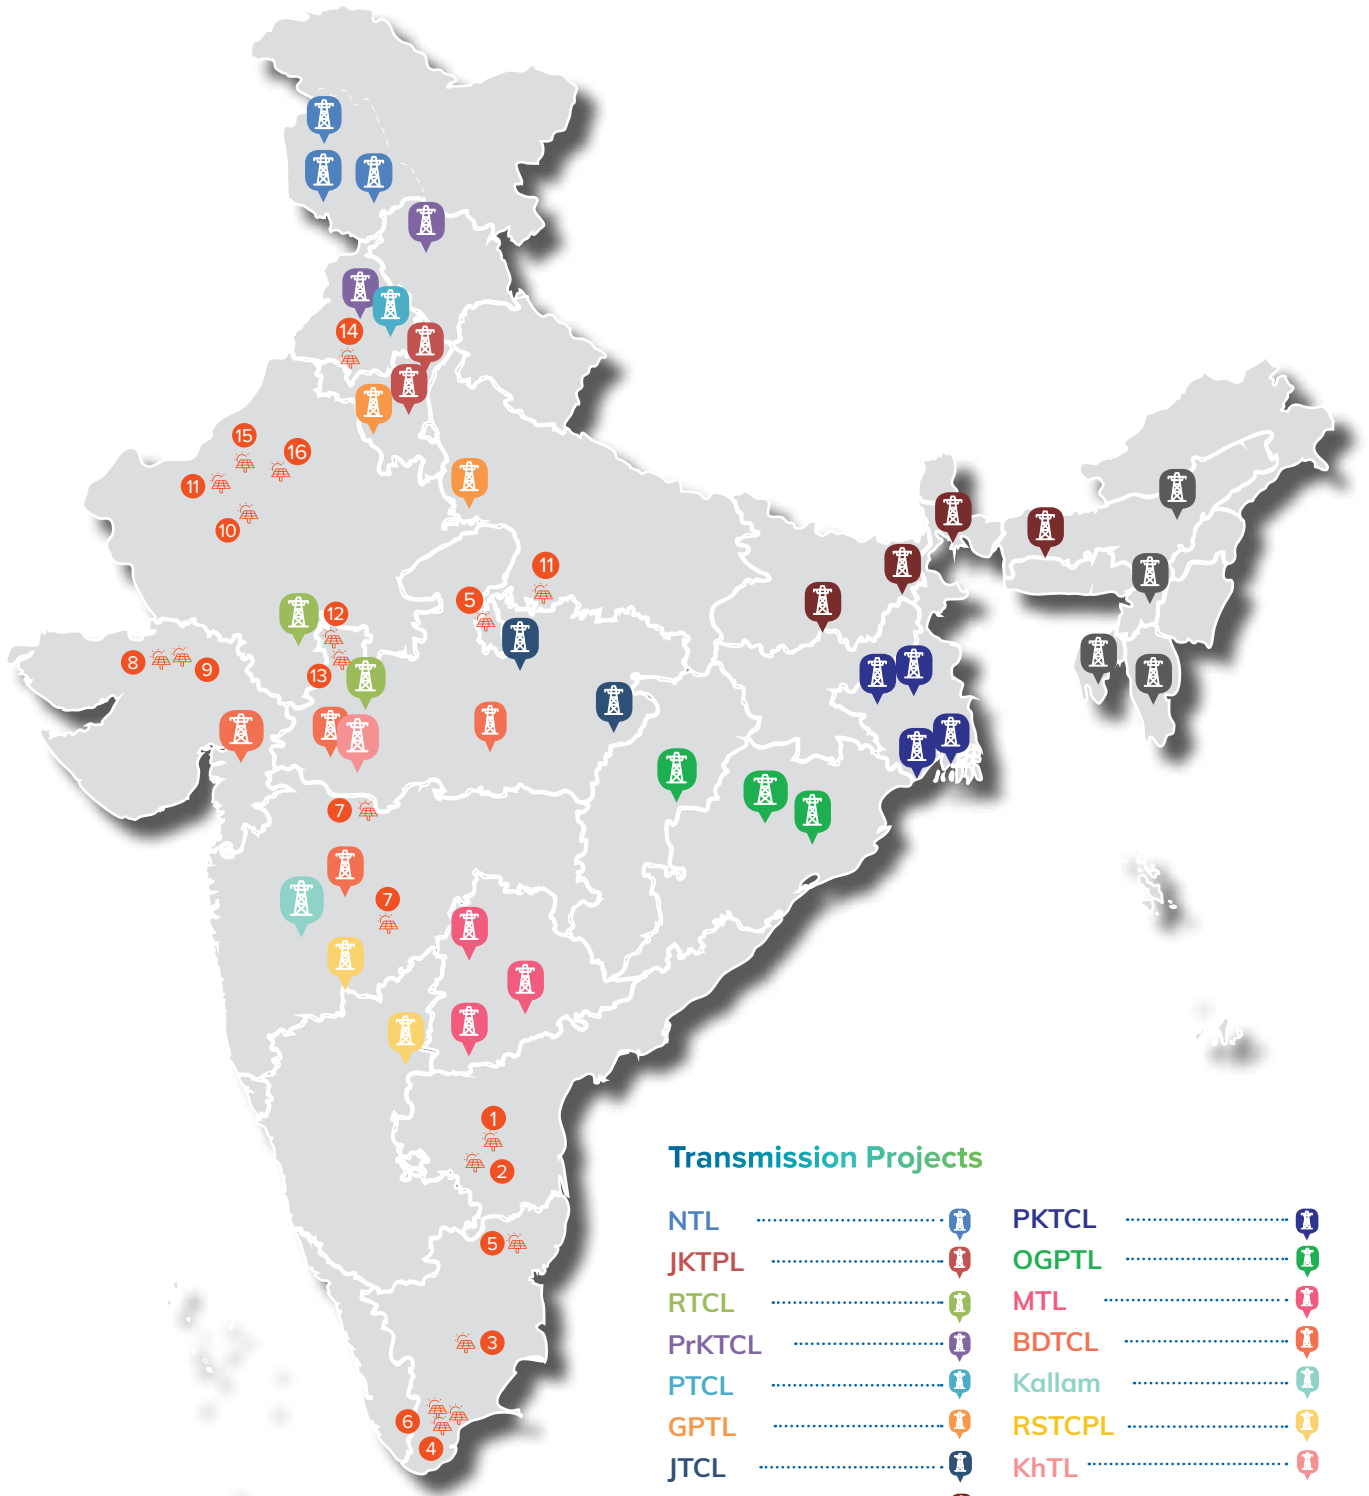 14
15
16
11
10
11
5
12
8
9
13
7
7
1
2
5
3
6
4
Transmission Projects
NTL
JKTPL
RTCL
PrKTCL
PTCL
GPTL
JTCL
PKTCL
OGPTL
MTL
BDTCL
Kallam
RSTCPL
KhTL